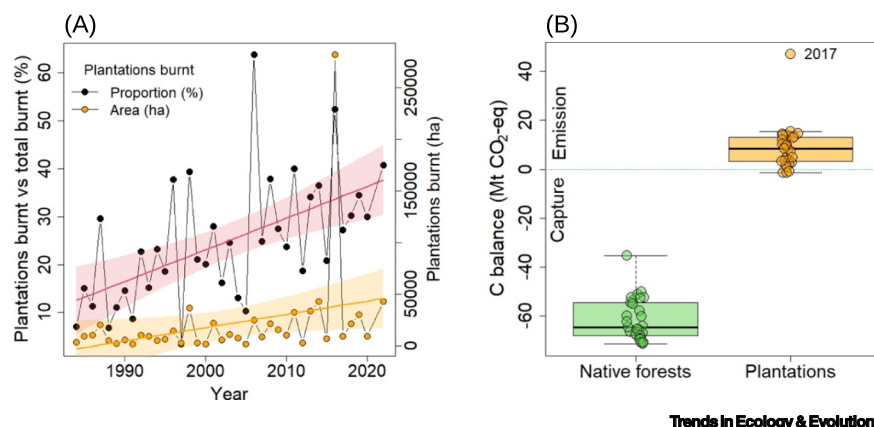 (A)
(B)
Plantations burnt vs total burnt (%)
60
50
40
30
20
10
Plantations burnt
Proportion (%)
Area (ha)
250000
150000
50000
0
Plantations burnt (ha)
1990
2000
2010
2020
Year
C balance (Mt CO₂-eq)
40
20
0
-20
-40
-60
Emission
Capture
2017
Native forests
Plantations
Trends in Ecology & Evolution